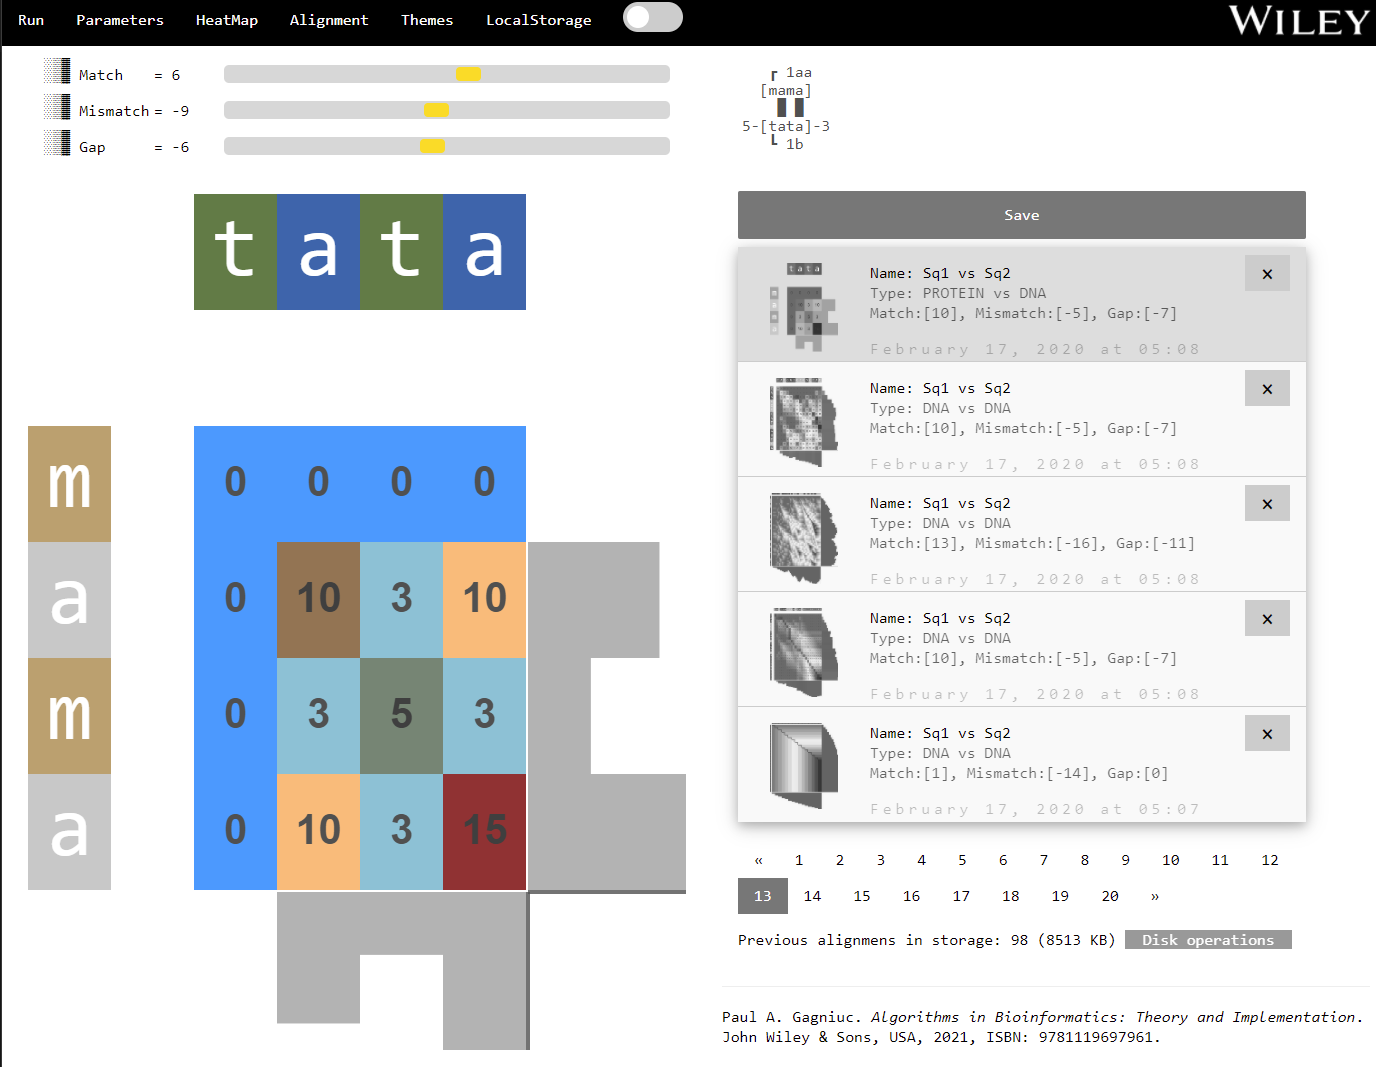 Run Parameters HeatMap Alignment Themes LocalStorage WILEY
Match = 6
Mismatch = -9
Gap = -6
┏ 1aa
[mama]
5-[tata]-3
┗ 1b
t a t a
m 0 0 0 0
a 0 10 3 10
m 0 3 5 3
a 0 10 3 15
Save
Name: Sq1 vs Sq2 ×
Type: PROTEIN vs DNA
Match:[10], Mismatch:[-5], Gap:[-7]
February 17, 2020 at 05:08
Name: Sq1 vs Sq2 ×
Type: DNA vs DNA
Match:[10], Mismatch:[-5], Gap:[-7]
February 17, 2020 at 05:08
Name: Sq1 vs Sq2 ×
Type: DNA vs DNA
Match:[13], Mismatch:[-16], Gap:[-11]
February 17, 2020 at 05:08
Name: Sq1 vs Sq2 ×
Type: DNA vs DNA
Match:[10], Mismatch:[-5], Gap:[-7]
February 17, 2020 at 05:08
Name: Sq1 vs Sq2 ×
Type: DNA vs DNA
Match:[1], Mismatch:[-14], Gap:[0]
February 17, 2020 at 05:07
« 1 2 3 4 5 6 7 8 9 10 11 12
13 14 15 16 17 18 19 20 »
Previous alignmens in storage: 98 (8513 KB) Disk operations
Paul A. Gagniuc. Algorithms in Bioinformatics: Theory and Implementation.
John Wiley & Sons, USA, 2021, ISBN: 9781119697961.